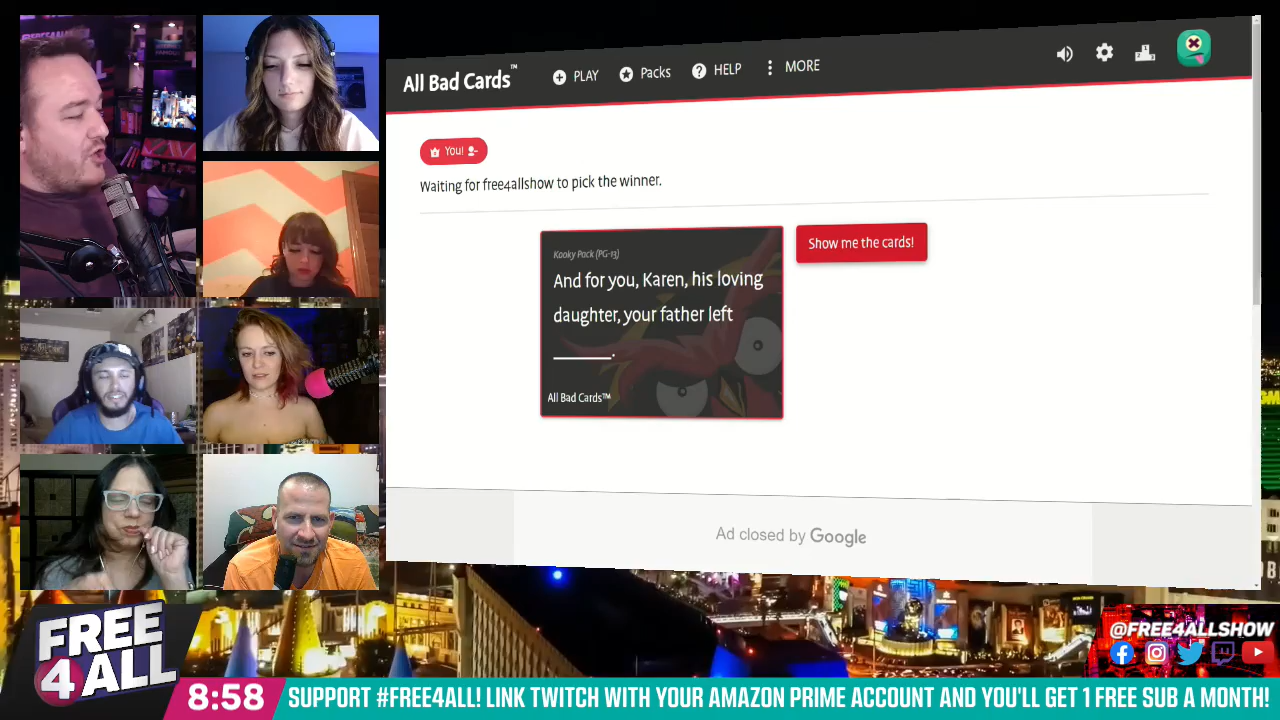 All Bad Cards™
PLAY
Packs
HELP
MORE
You!
Waiting for free4allshow to pick the winner.
Kooky Pack (PG-13)
And for you, Karen, his loving
daughter, your father left
______.
All Bad Cards™
Show me the cards!
Ad closed by Google
FREE
4 ALL
@FREE4ALLSHOW
8:58
SUPPORT #FREE4ALL! LINK TWITCH WITH YOUR AMAZON PRIME ACCOUNT AND YOU'LL GET 1 FREE SUB A MONTH!